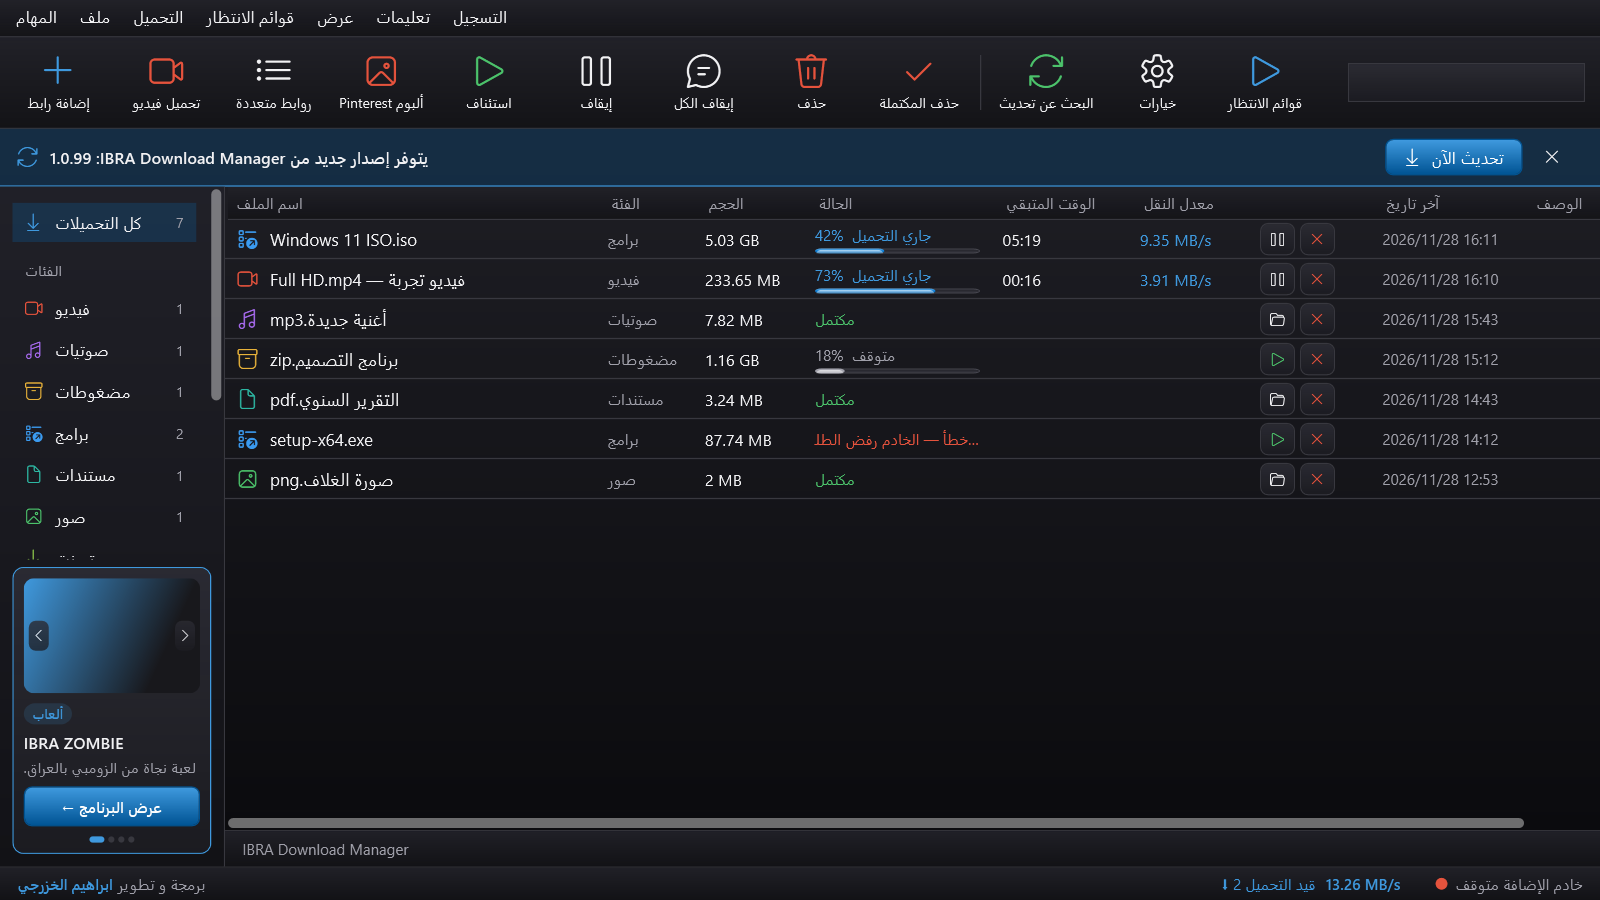 المهام ملف التحميل قوائم الانتظار عرض تعليمات التسجيل
إضافة رابط تحميل فيديو روابط متعددة ألبوم Pinterest استئناف إيقاف إيقاف الكل حذف حذف المكتملة البحث عن تحديث خيارات قوائم الانتظار
يتوفر إصدار جديد من IBRA Download Manager: 1.0.99
تحديث الآن
كل التحميلات 7
الفئات
فيديو 1
صوتيات 1
مضغوطات 1
برامج 2
مستندات 1
صور 1
ألعاب
IBRA ZOMBIE
لعبة نجاة من الزومبي بالعراق.
عرض البرنامج ←
اسم الملف الفئة الحجم الحالة الوقت المتبقي معدل النقل آخر تاريخ الوصف
Windows 11 ISO.iso برامج 5.03 GB جاري التحميل 42% 05:19 9.35 MB/s 2026/11/28 16:11
فيديو تجربة — Full HD.mp4 فيديو 233.65 MB جاري التحميل 73% 00:16 3.91 MB/s 2026/11/28 16:10
أغنية جديدة.mp3 صوتيات 7.82 MB مكتمل 2026/11/28 15:43
برنامج التصميم.zip مضغوطات 1.16 GB متوقف 18% 2026/11/28 15:12
التقرير السنوي.pdf مستندات 3.24 MB مكتمل 2026/11/28 14:43
setup-x64.exe برامج 87.74 MB خطأ — الخادم رفض الطلـ... 2026/11/28 14:12
صورة الغلاف.png صور 2 MB مكتمل 2026/11/28 12:53
IBRA Download Manager
برمجة و تطوير ابراهيم الخزرجي
⬇ 2 قيد التحميل 13.26 MB/s
خادم الإضافة متوقف